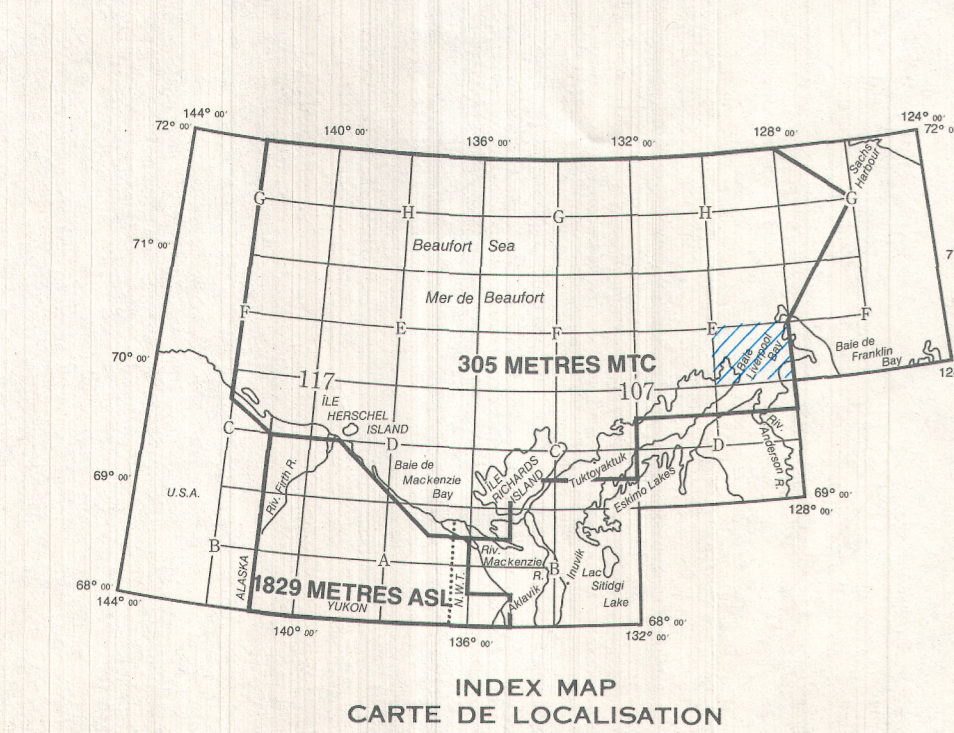 144° 00′
72° 00′
140° 00′
136° 00′
132° 00′
128° 00′
124° 00′
72° 0
Sachs
Harbour
G
H
G
H
G
71° 00′
Beaufort Sea
7
Mer de Beaufort
F
E
F
E
F
70° 00′
305 METRES MTC
Baie
Liverpool
Bay
Baie de
Franklin
Bay
12
117
107
ÎLE
HERSCHEL
ISLAND
C
D
C
D
Riv.
Anderson R.
Baie de
Mackenzie
Bay
ÎLE
RICHARDS
ISLAND
Tuktoyaktuk
Eskimo Lakes
69° 00′
U.S.A.
Riv. Firth R.
69° 00′
128° 00′
B
A
B
Riv.
Mackenzie
R.
Inuvik
Lac
Sitidgi
Lake
68° 00′
144° 00′
ALASKA
1829 METRES ASL
YUKON
N.W.T.
Aklavik
68° 00′
140° 00′
136° 00′
132° 00′
INDEX MAP
CARTE DE LOCALISATION